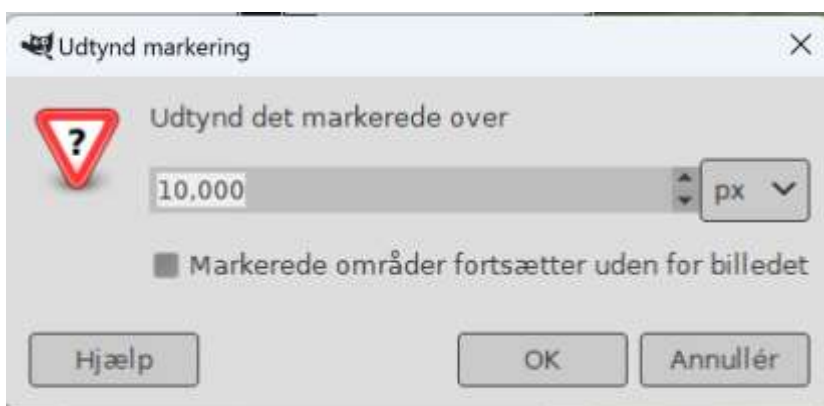 Udtynd markering
Udtynd det markerede over
?
10,000
px
Markerede områder fortsætter uden for billedet
Hjælp
OK
Annullér